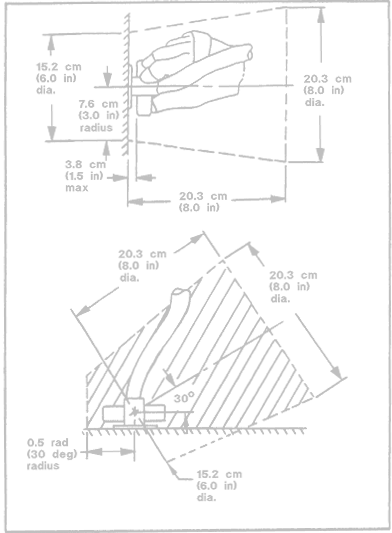 15.2 cm
(6.0 in)
dia.
7.6 cm
(3.0 in)
radius
3.8 cm
(1.5 in)
max
20.3 cm
(8.0 in)
dia.
20.3 cm
(8.0 in)
20.3 cm
(8.0 in)
dia.
20.3 cm
(8.0 in)
dia.
30°
0.5 rad
(30 deg)
radius
15.2 cm
(6.0 in)
dia.